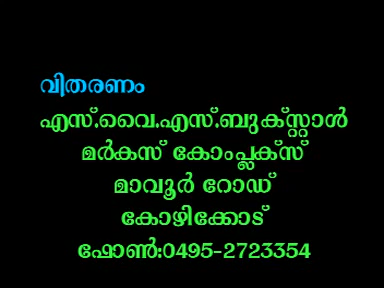 വിതരണം
എസ്.വൈ.എസ്.ബുക്സ്റ്റാൾ
മർകസ് കോംപ്ലക്സ്
മാവൂർ റോഡ്
കോഴിക്കോട്
ഫോൺ:0495-2723354